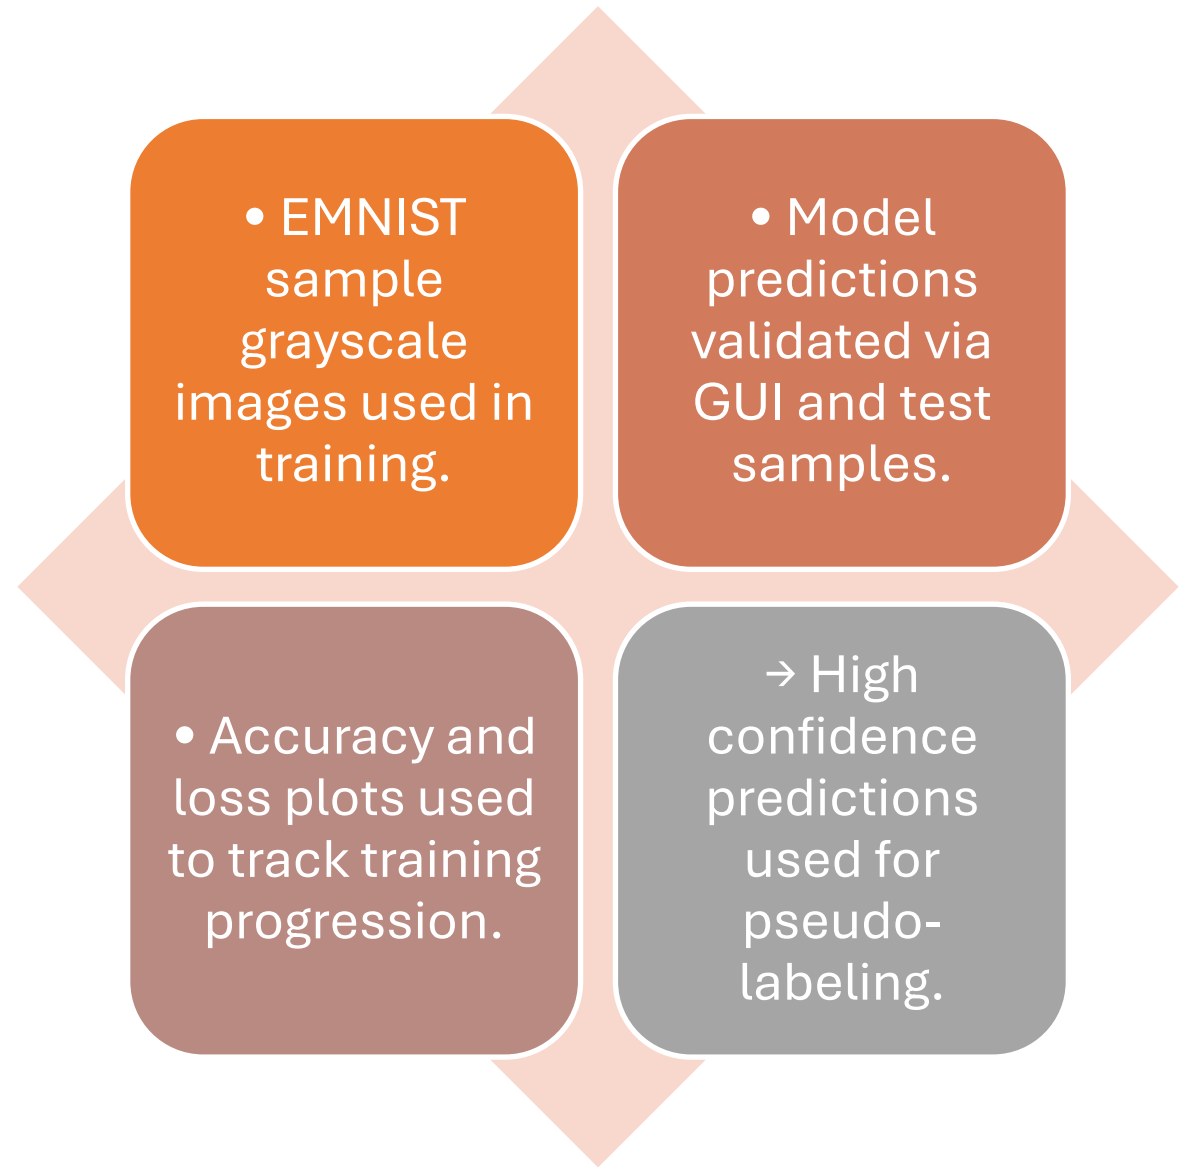 • EMNIST
sample
grayscale
images used in
training.
• Model
predictions
validated via
GUI and test
samples.
• Accuracy and
loss plots used
to track training
progression.
→ High
confidence
predictions
used for
pseudo-
labeling.